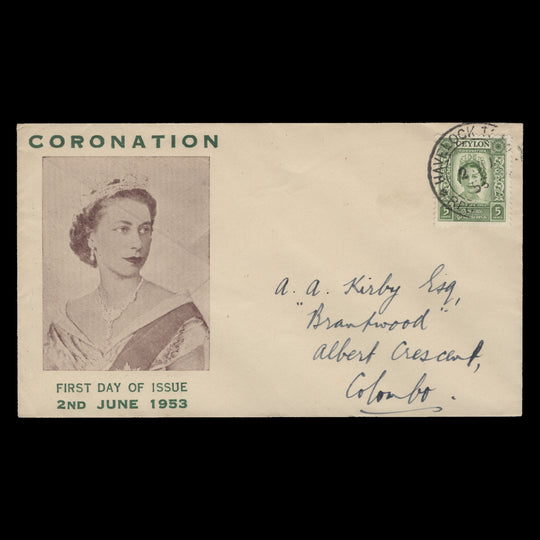 CORONATION
HAVELOCK
CEYLON
5 5
A. A. Kirby Esq,
"Brantwood"
Albert Crescent,
Colombo.
FIRST DAY OF ISSUE
2ND JUNE 1953